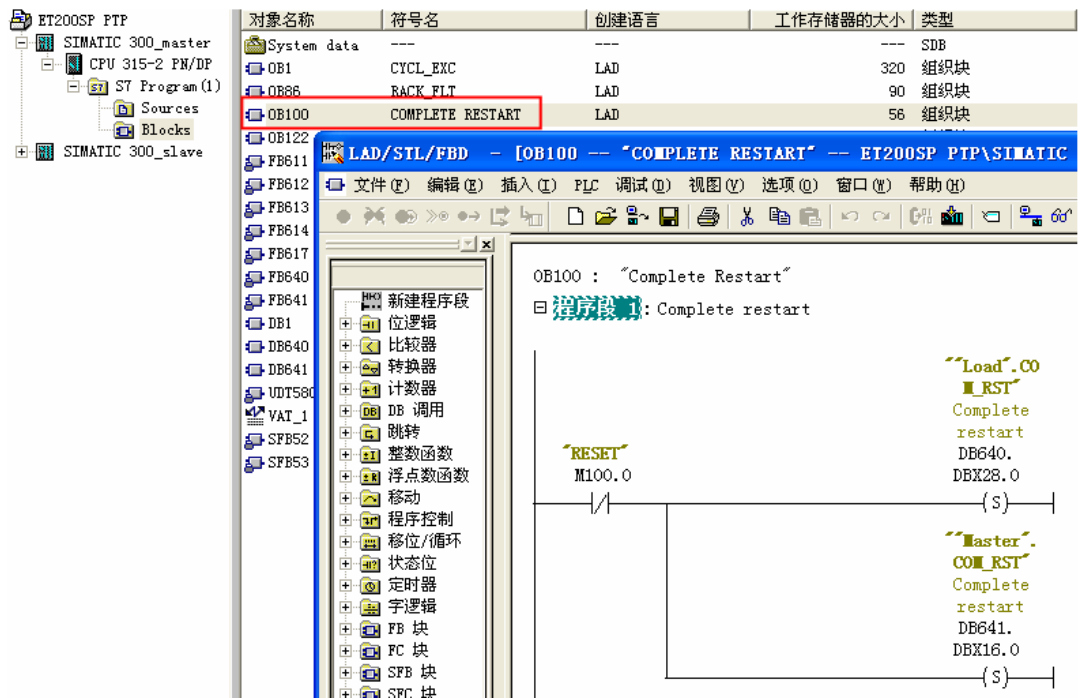 ET200SP PTP
SIMATIC 300_master
CPU 315-2 PN/DP
S7 Program(1)
Sources
Blocks
SIMATIC 300_slave
对象名称 符号名 创建语言 工作存储器的大小 类型
System data --- --- --- SDB
OB1 CYCL_EXC LAD 320 组织块
OB86 RACK_FLT LAD 90 组织块
OB100 COMPLETE RESTART LAD 56 组织块
OB122
FB611
FB612
FB613
FB614
FB617
FB640
FB641
DB1
DB640
DB641
UDT580
VAT_1
SFB52
SFB53
LAD/STL/FBD - [OB100 -- "COMPLETE RESTART" -- ET200SP PTP\SIMATIC
文件(F) 编辑(E) 插入(I) PLC 调试(D) 视图(V) 选项(O) 窗口(W) 帮助(H)
新建程序段
位逻辑
比较器
转换器
计数器
DB 调用
跳转
整数函数
浮点数函数
移动
程序控制
移位/循环
状态位
定时器
字逻辑
FB 块
FC 块
SFB 块
SFC 块
OB100 : "Complete Restart"
程序段 1: Complete restart
"RESET"
M100.0
""Load".CO
M_RST"
Complete
restart
DB640.
DBX28.0
(S)
""Master".
COM_RST"
Complete
restart
DB641.
DBX16.0
(S)